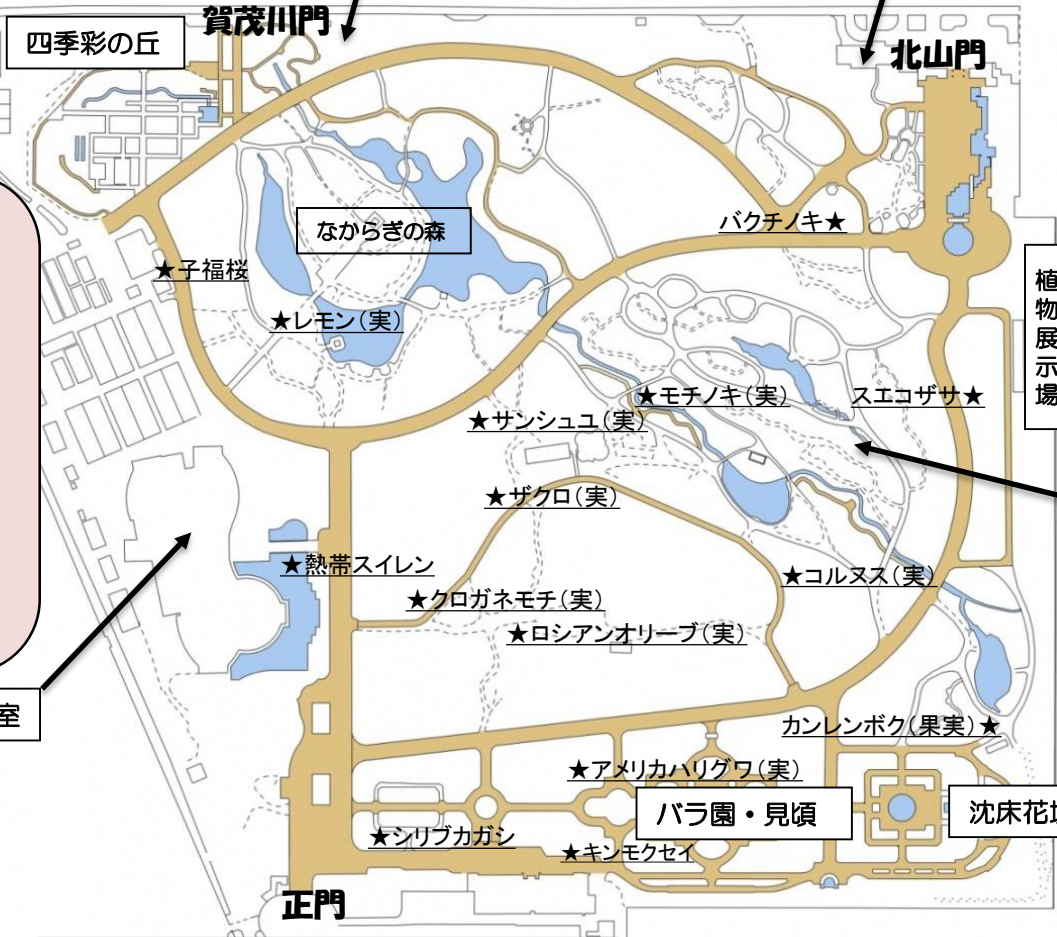 賀茂川門
四季彩の丘
北山門
なからぎの森
バクチノキ★
★子福桜
植
物
展
示
場
★レモン(実)
★モチノキ(実)
スエコザサ★
★サンシュユ(実)
★ザクロ(実)
★熱帯スイレン
★コルヌス(実)
★クロガネモチ(実)
★ロシアンオリーブ(実)
室
カンレンボク(果実)★
★アメリカハリグワ(実)
バラ園・見頃
沈床花壇
★シリブカガシ
★キンモクセイ
正門